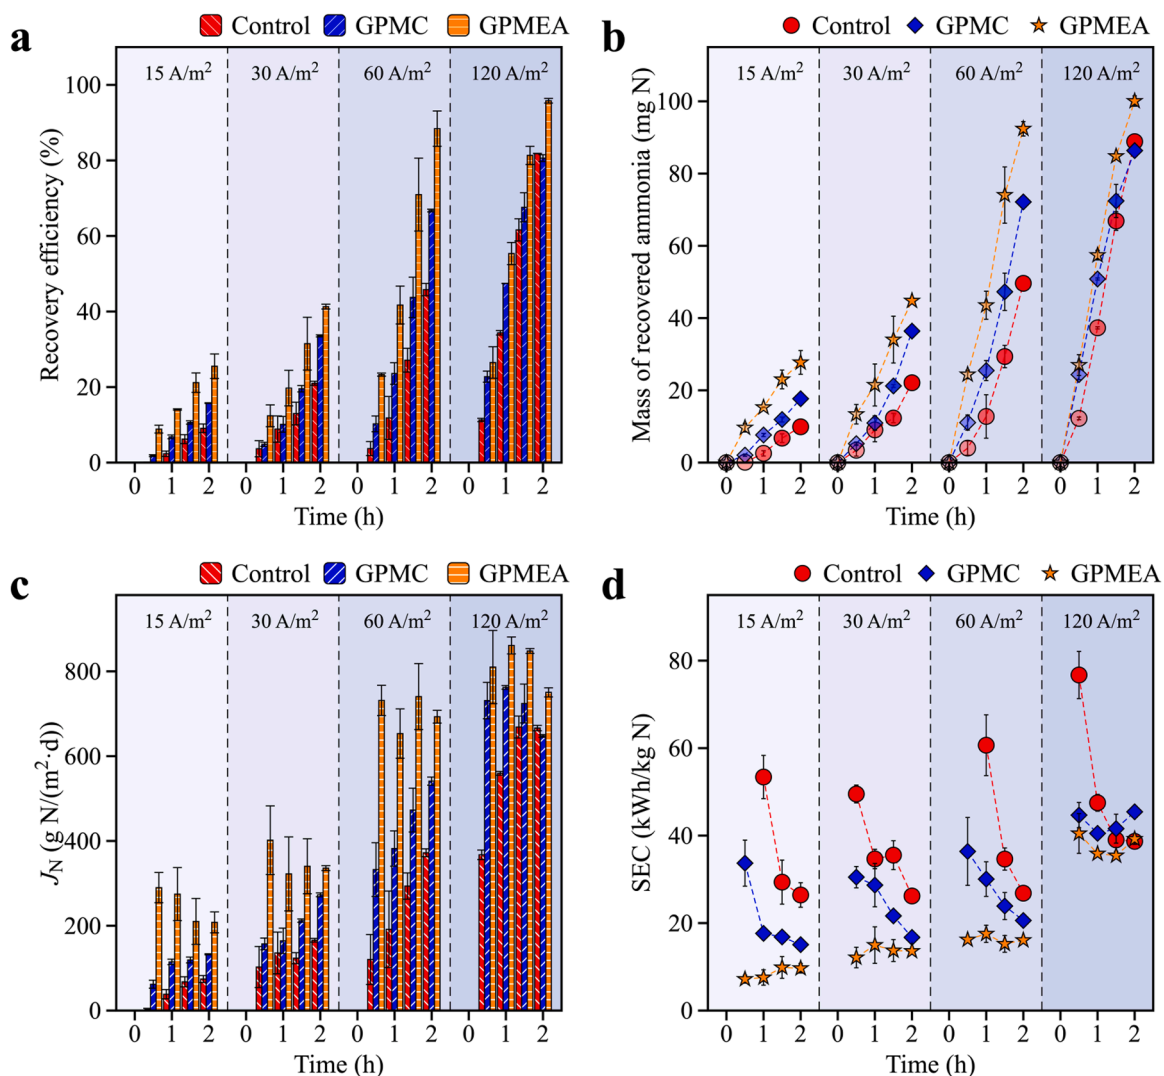 a
Control GPMC GPMEA
15 A/m² 30 A/m² 60 A/m² 120 A/m²
Recovery efficiency (%)
100
80
60
40
20
0
0 1 2 0 1 2 0 1 2 0 1 2
Time (h)
b
Control GPMC GPMEA
15 A/m² 30 A/m² 60 A/m² 120 A/m²
Mass of recovered ammonia (mg N)
100
80
60
40
20
0
0 1 2 0 1 2 0 1 2 0 1 2
Time (h)
c
Control GPMC GPMEA
15 A/m² 30 A/m² 60 A/m² 120 A/m²
J_N (g N/(m²·d))
800
600
400
200
0
0 1 2 0 1 2 0 1 2 0 1 2
Time (h)
d
Control GPMC GPMEA
15 A/m² 30 A/m² 60 A/m² 120 A/m²
SEC (kWh/kg N)
80
60
40
20
0
0 1 2 0 1 2 0 1 2 0 1 2
Time (h)